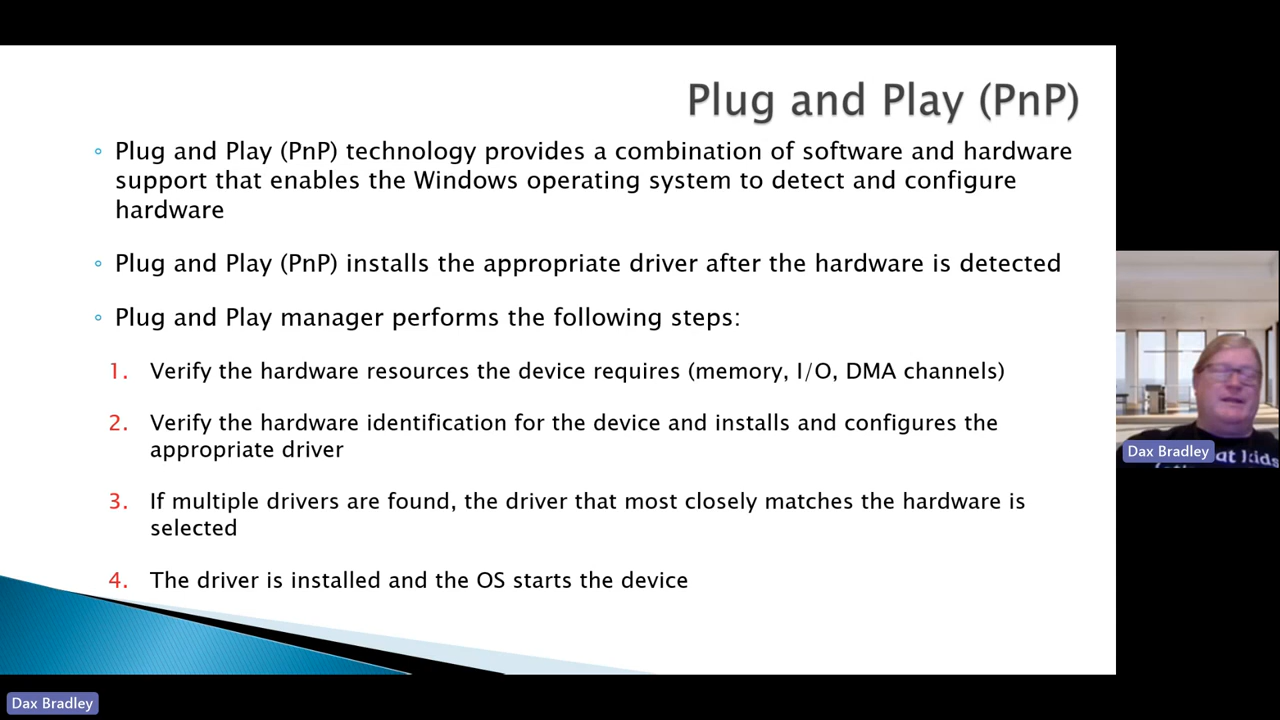 Plug and Play (PnP)
◦ Plug and Play (PnP) technology provides a combination of software and hardware
support that enables the Windows operating system to detect and configure
hardware
◦ Plug and Play (PnP) installs the appropriate driver after the hardware is detected
◦ Plug and Play manager performs the following steps:
1. Verify the hardware resources the device requires (memory, I/O, DMA channels)
2. Verify the hardware identification for the device and installs and configures the
appropriate driver
3. If multiple drivers are found, the driver that most closely matches the hardware is
selected
4. The driver is installed and the OS starts the device
Dax Bradley
at kids
Dax Bradley